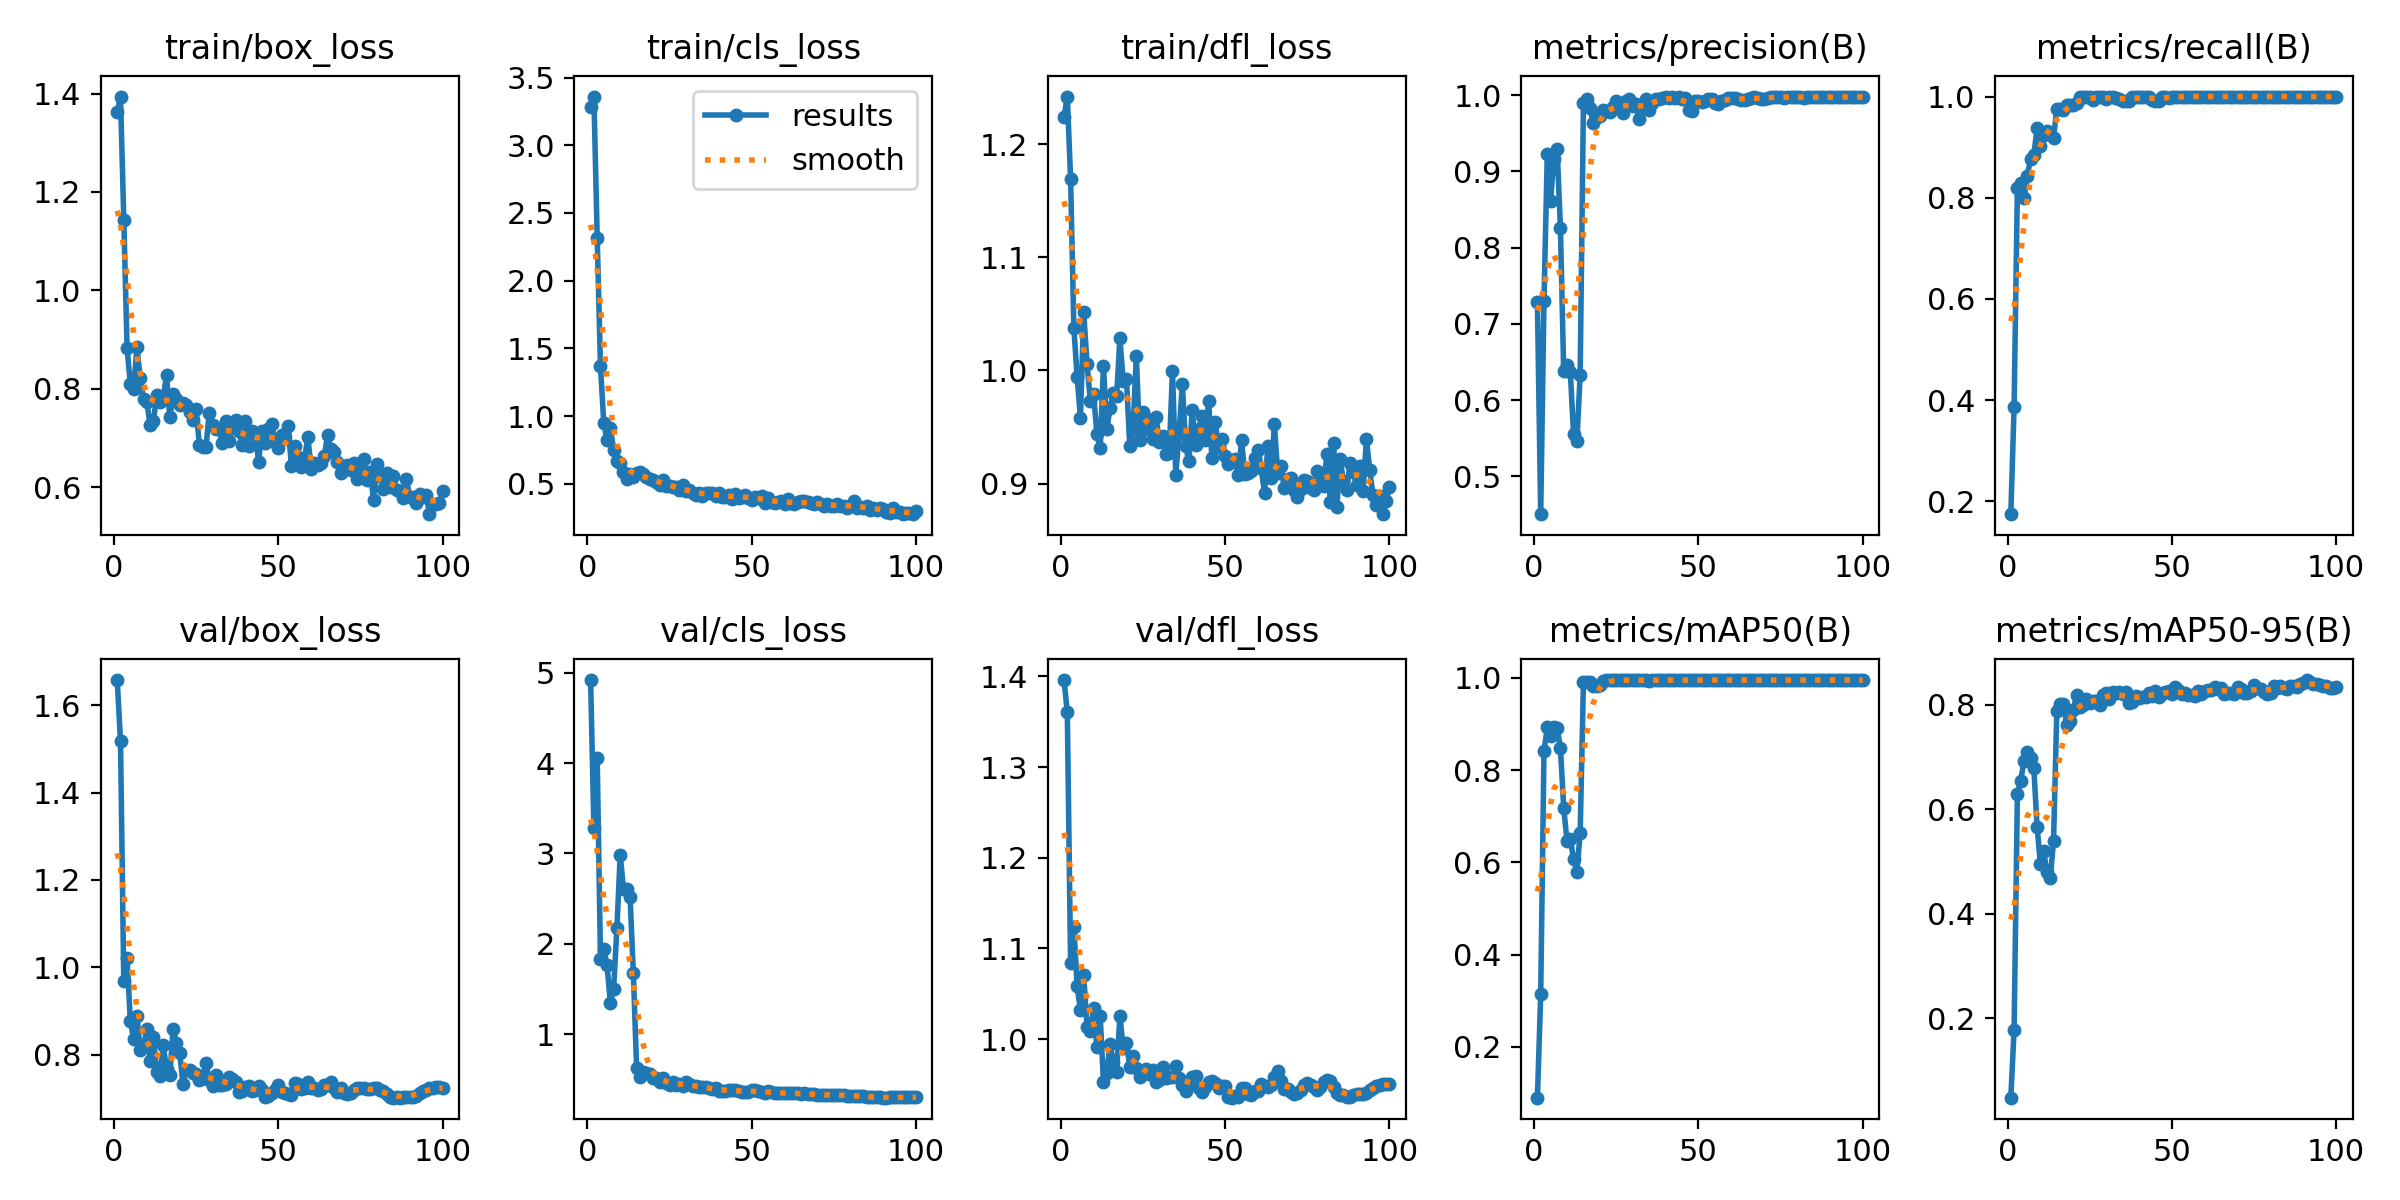 train/box_loss
train/cls_loss
train/dfl_loss
metrics/precision(B)
metrics/recall(B)
1.4
1.2
1.0
0.8
0.6
0 50 100
3.5
3.0
2.5
2.0
1.5
1.0
0.5
0 50 100
results
smooth
1.2
1.1
1.0
0.9
0 50 100
1.0
0.9
0.8
0.7
0.6
0.5
0 50 100
1.0
0.8
0.6
0.4
0.2
0 50 100
val/box_loss
val/cls_loss
val/dfl_loss
metrics/mAP50(B)
metrics/mAP50-95(B)
1.6
1.4
1.2
1.0
0.8
0 50 100
5
4
3
2
1
0 50 100
1.4
1.3
1.2
1.1
1.0
0 50 100
1.0
0.8
0.6
0.4
0.2
0 50 100
0.8
0.6
0.4
0.2
0 50 100